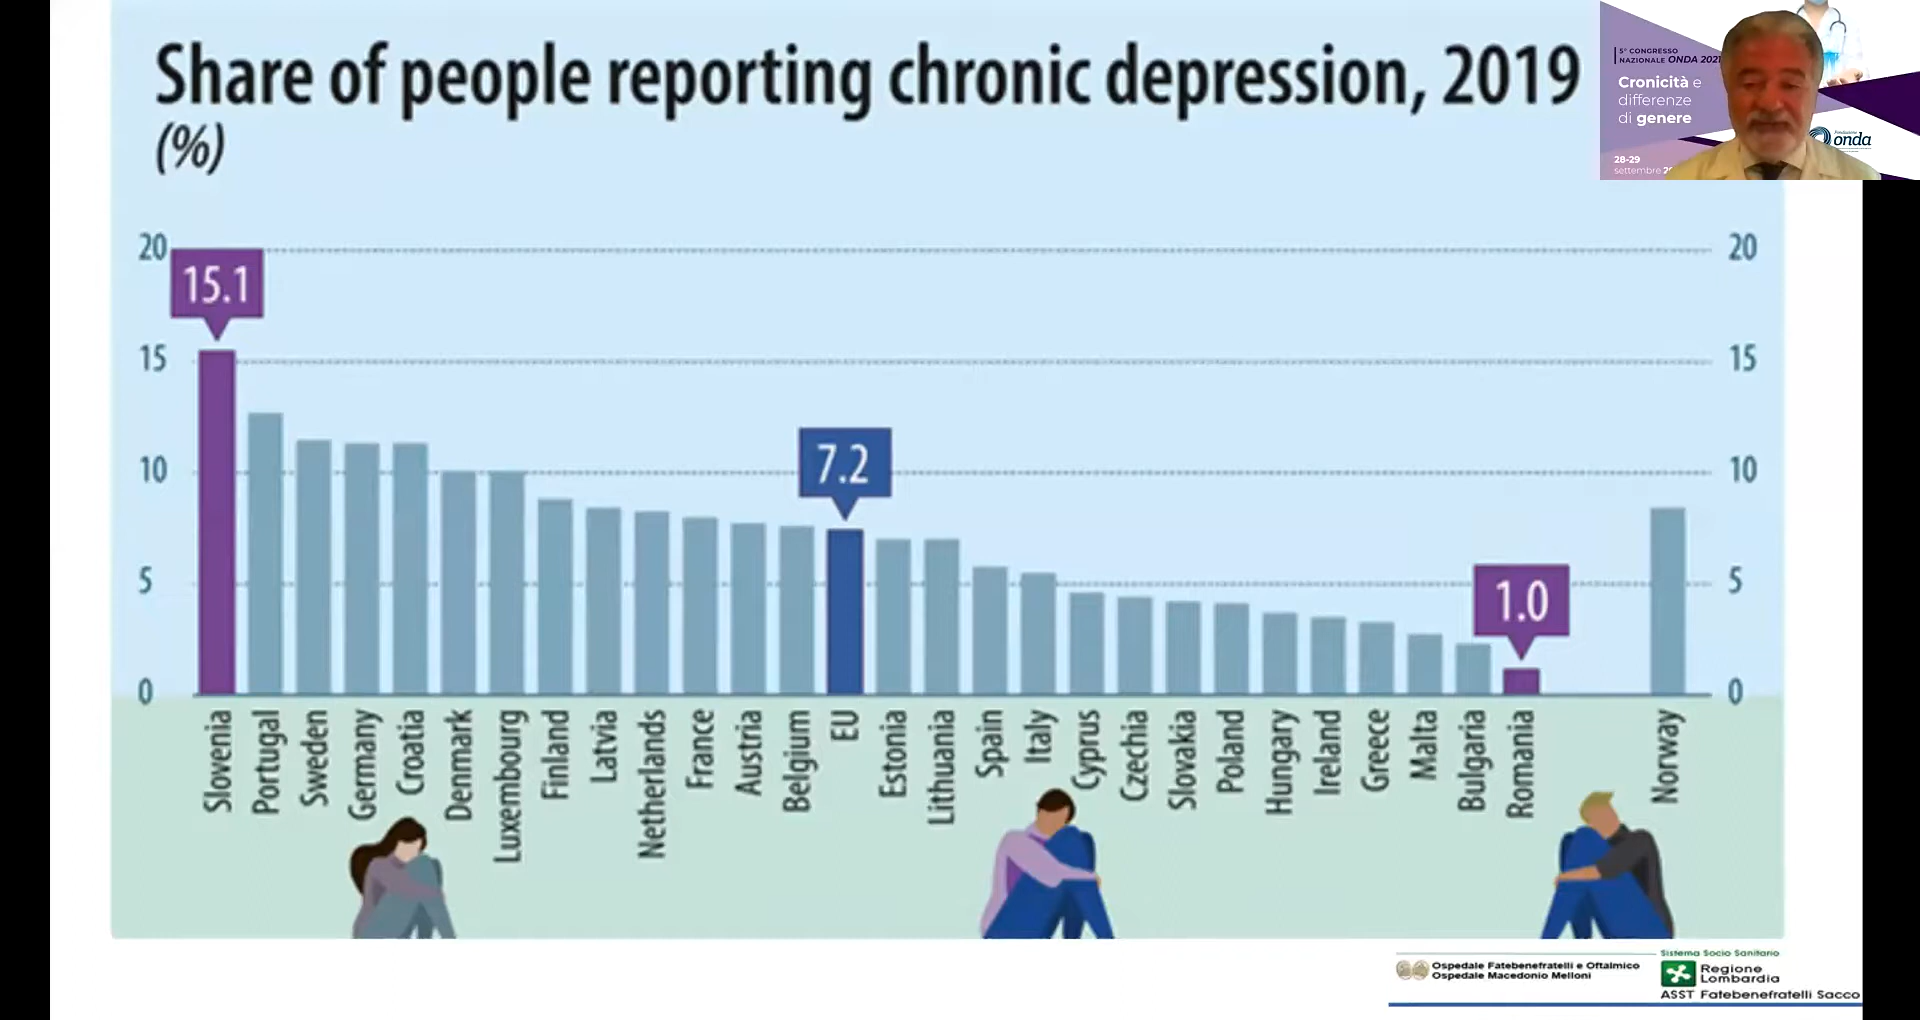 Share of people reporting chronic depression, 2019
(%)
5° CONGRESSO
NAZIONALE ONDA 2021
Cronicità e
differenze
di genere
28-29
settembre
onda
20
15
10
5
0
15.1
7.2
1.0
20
15
10
5
0
Slovenia
Portugal
Sweden
Germany
Croatia
Denmark
Luxembourg
Finland
Latvia
Netherlands
France
Austria
Belgium
EU
Estonia
Lithuania
Spain
Italy
Cyprus
Czechia
Slovakia
Poland
Hungary
Ireland
Greece
Malta
Bulgaria
Romania
Norway
Ospedale Fatebenefratelli e Oftalmico
Ospedale Macedonio Melloni
Sistema Socio Sanitario
Regione
Lombardia
ASST Fatebenefratelli Sacco